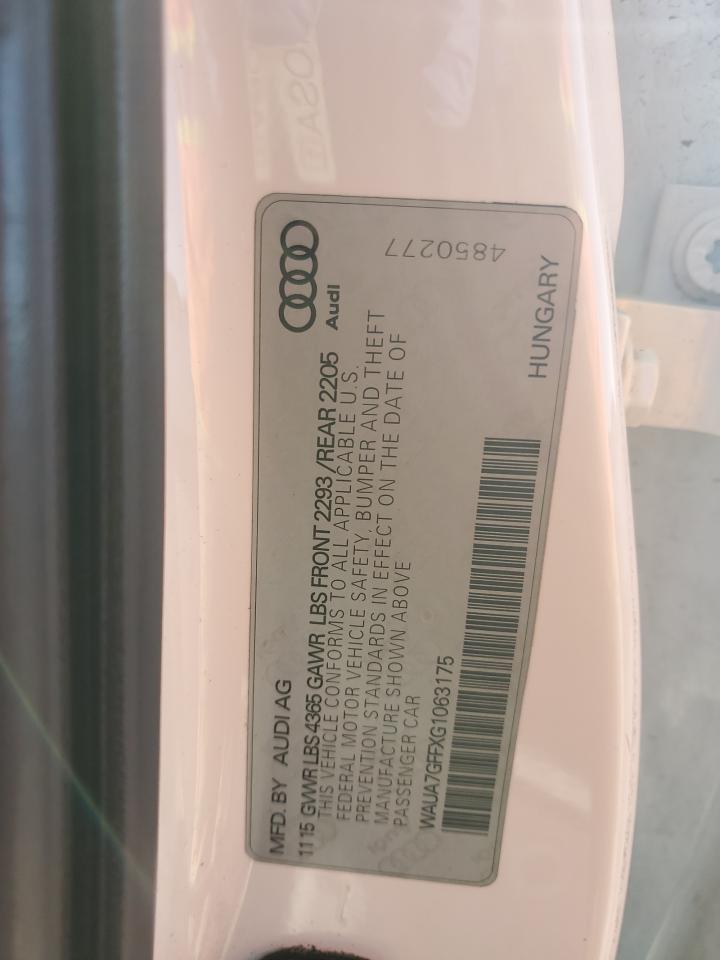 MFD. BY AUDI AG
11 15 GVWR LBS 4365 GAWR LBS FRONT 2293 /REAR 2205
THIS VEHICLE CONFORMS TO ALL APPLICABLE U.S.
FEDERAL MOTOR VEHICLE SAFETY, BUMPER AND THEFT
PREVENTION STANDARDS IN EFFECT ON THE DATE OF
MANUFACTURE SHOWN ABOVE
PASSENGER CAR
WAUA7GFFXG1063175
Audi
4850277
HUNGARY